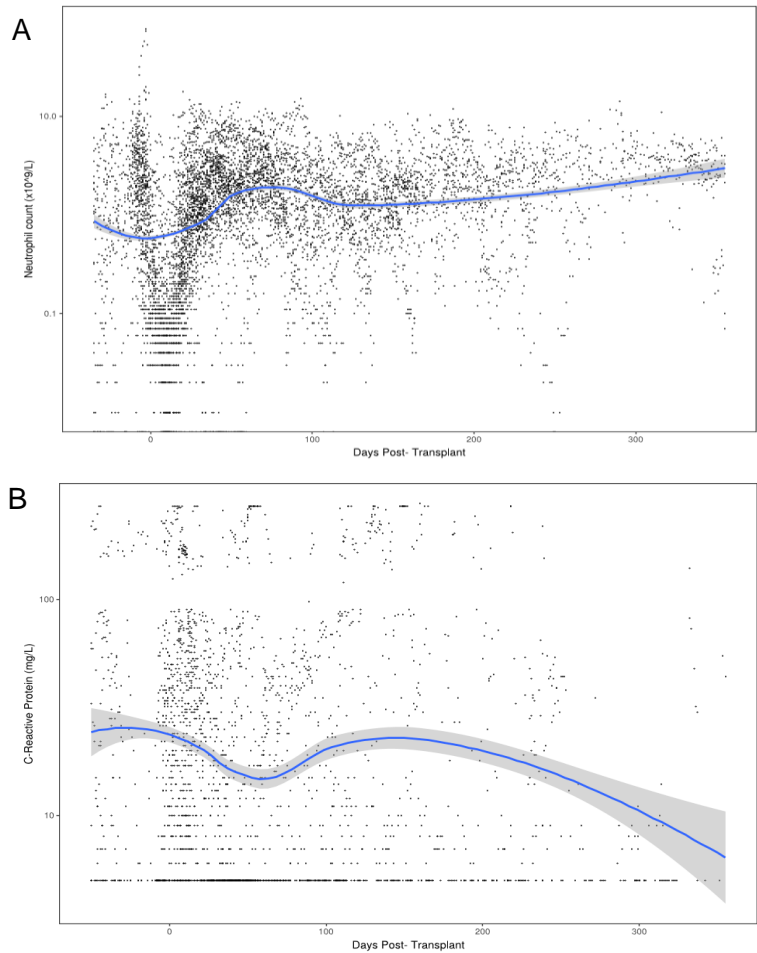 A
10.0
0.1
Neutrophil count (x10^9/L)
0
100
200
300
Days Post- Transplant
B
100
10
C-Reactive Protein (mg/L)
0
100
200
300
Days Post- Transplant